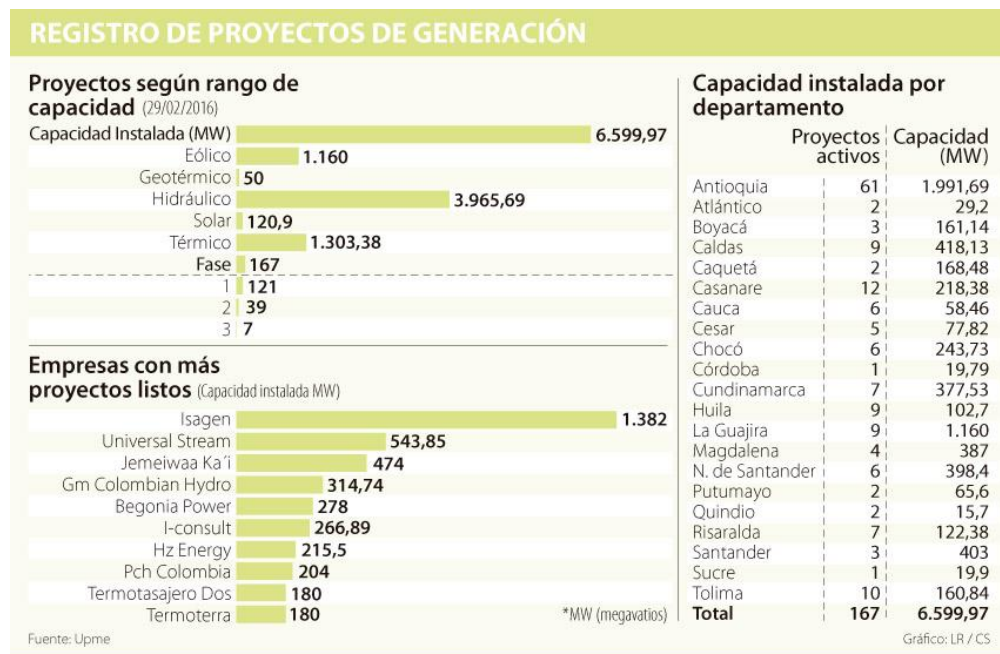 REGISTRO DE PROYECTOS DE GENERACIÓN
Proyectos según rango de
capacidad (29/02/2016)
Capacidad Instalada (MW) 6.599,97
Eólico 1.160
Geotérmico 50
Hidráulico 3.965,69
Solar 120,9
Térmico 1.303,38
Fase 167
1 121
2 39
3 7
Empresas con más
proyectos listos (Capacidad instalada MW)
Isagen 1.382
Universal Stream 543,85
Jemeiwaa Ka´i 474
Gm Colombian Hydro 314,74
Begonia Power 278
I-consult 266,89
Hz Energy 215,5
Pch Colombia 204
Termotasajero Dos 180
Termoterra 180
*MW (megavatios)
Capacidad instalada por
departamento
Proyectos Capacidad
activos (MW)
Antioquia 61 1.991,69
Atlántico 2 29,2
Boyacá 3 161,14
Caldas 9 418,13
Caquetá 2 168,48
Casanare 12 218,38
Cauca 6 58,46
Cesar 5 77,82
Chocó 6 243,73
Córdoba 1 19,79
Cundinamarca 7 377,53
Huila 9 102,7
La Guajira 9 1.160
Magdalena 4 387
N. de Santander 6 398,4
Putumayo 2 65,6
Quindio 2 15,7
Risaralda 7 122,38
Santander 3 403
Sucre 1 19,9
Tolima 10 160,84
Total 167 6.599,97
Fuente: Upme
Gráfico: LR / CS